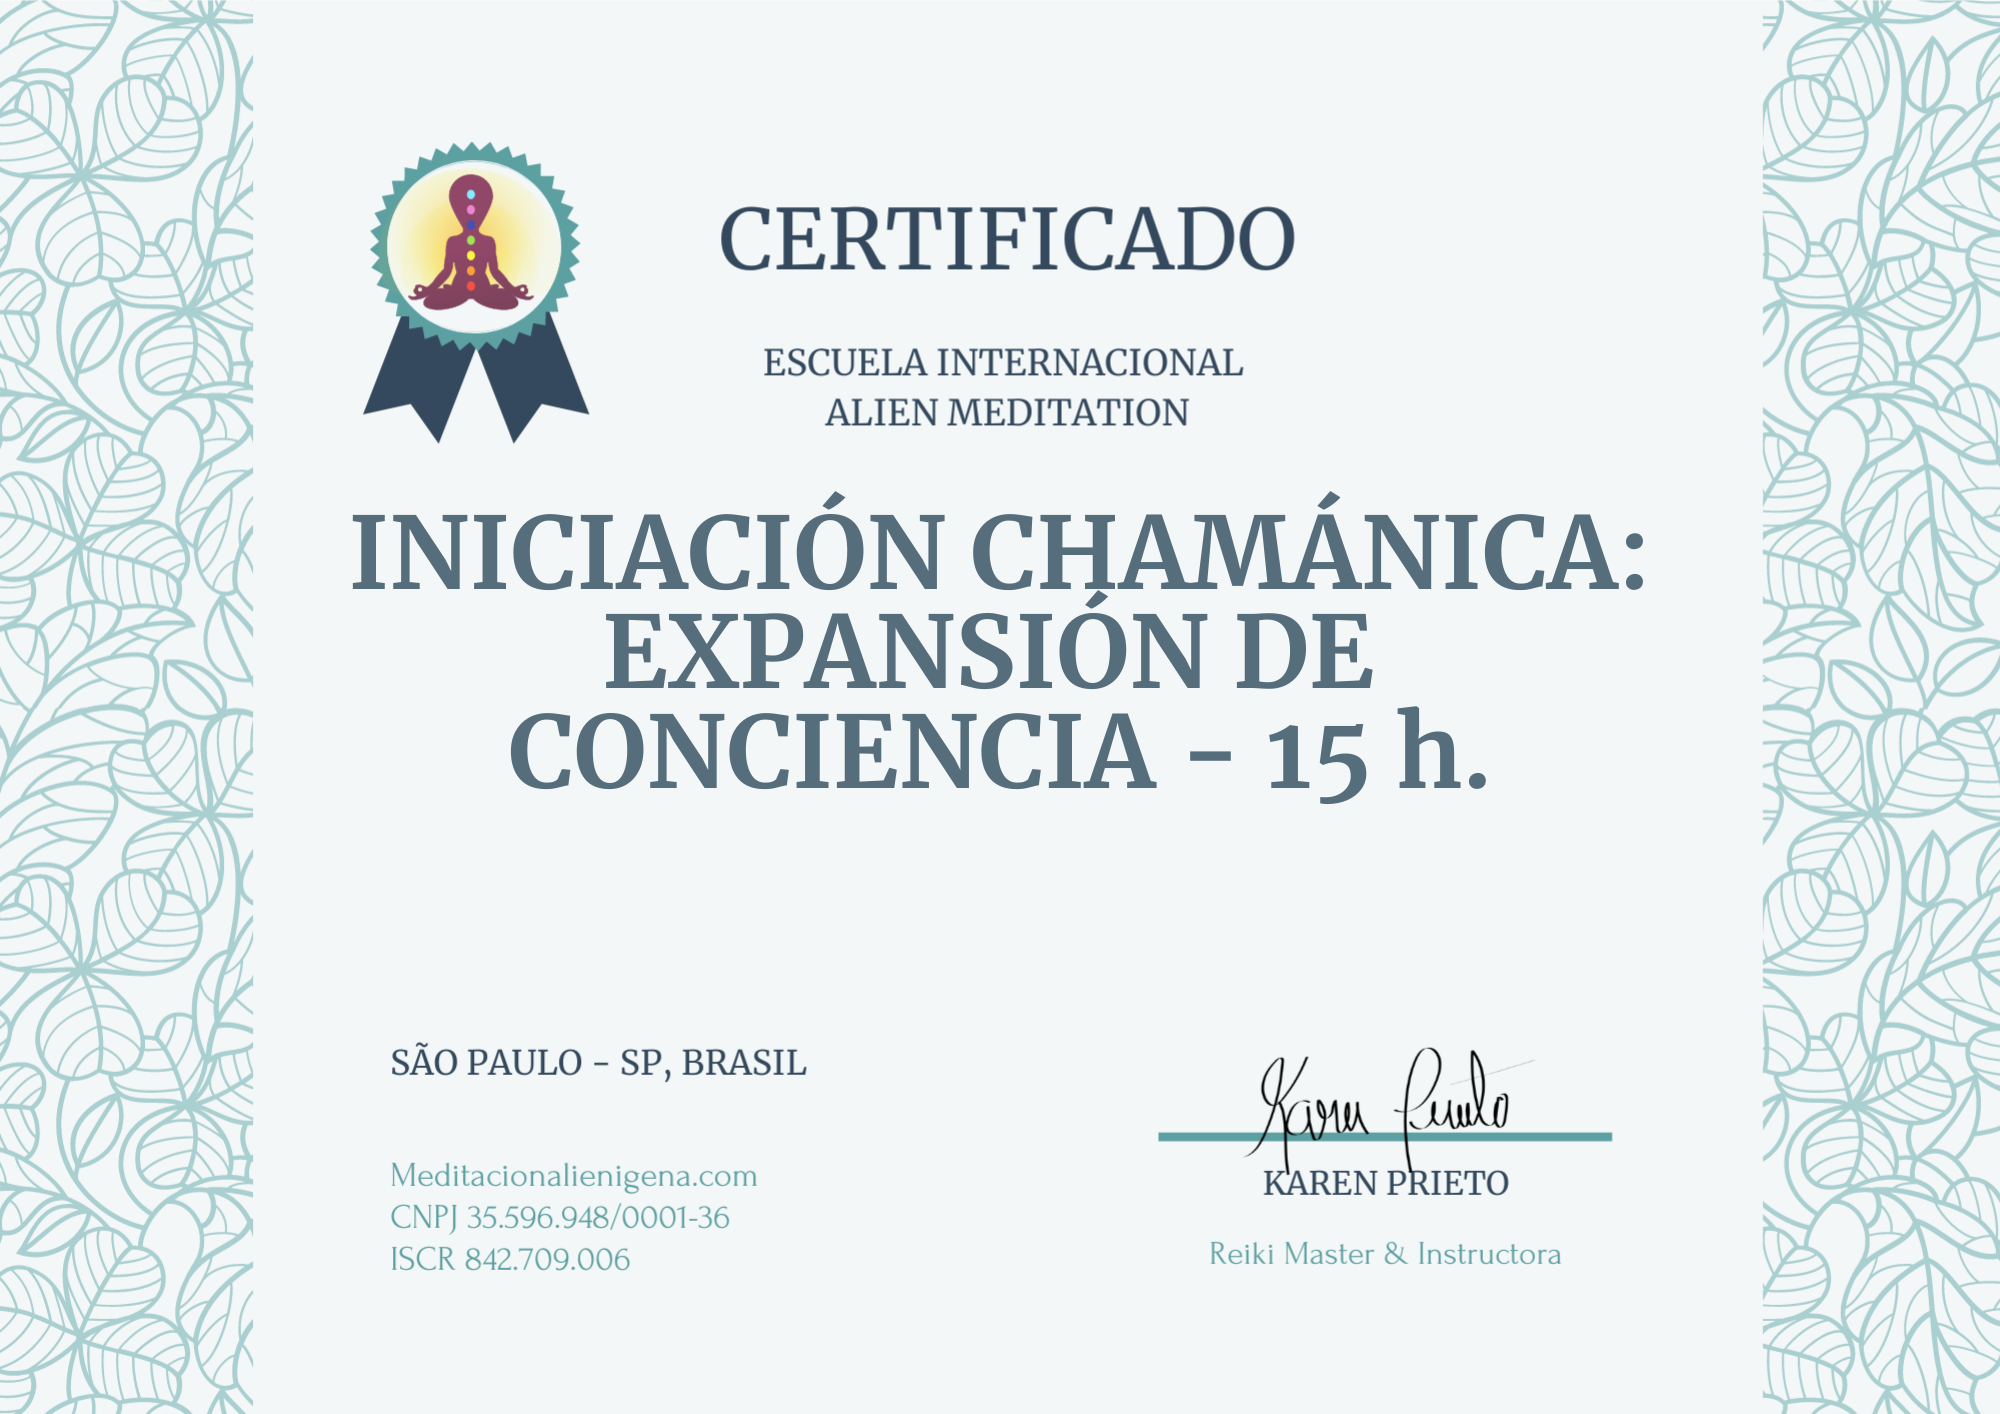 CERTIFICADO
ESCUELA INTERNACIONAL
ALIEN MEDITATION
INICIACIÓN CHAMÁNICA:
EXPANSIÓN DE
CONCIENCIA - 15 h.
SÃO PAULO - SP, BRASIL
Meditacionalienigena.com
CNPJ 35.596.948/0001-36
ISCR 842.709.006
Karen Prieto
KAREN PRIETO
Reiki Master & Instructora